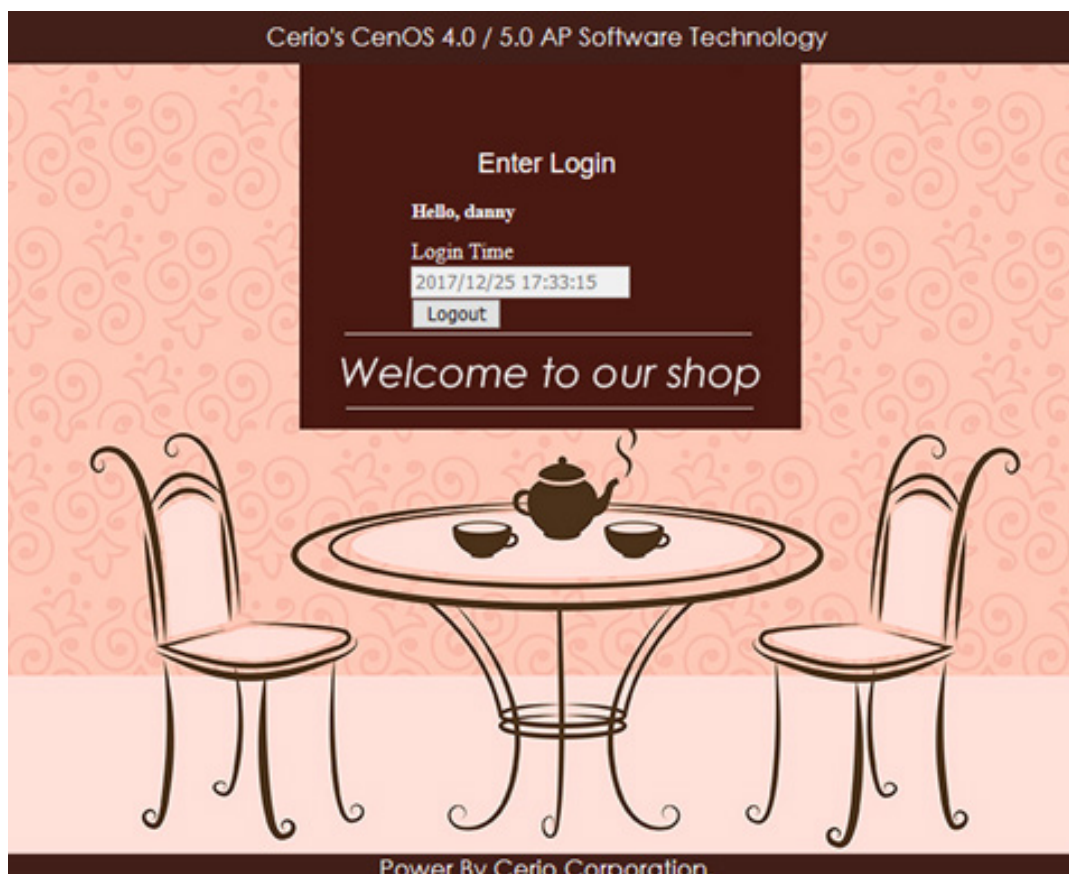 Cerio's CenOS 4.0 / 5.0 AP Software Technology
Enter Login
Hello, danny
Login Time
2017/12/25 17:33:15
Logout
Welcome to our shop
Power By Cerio Corporation